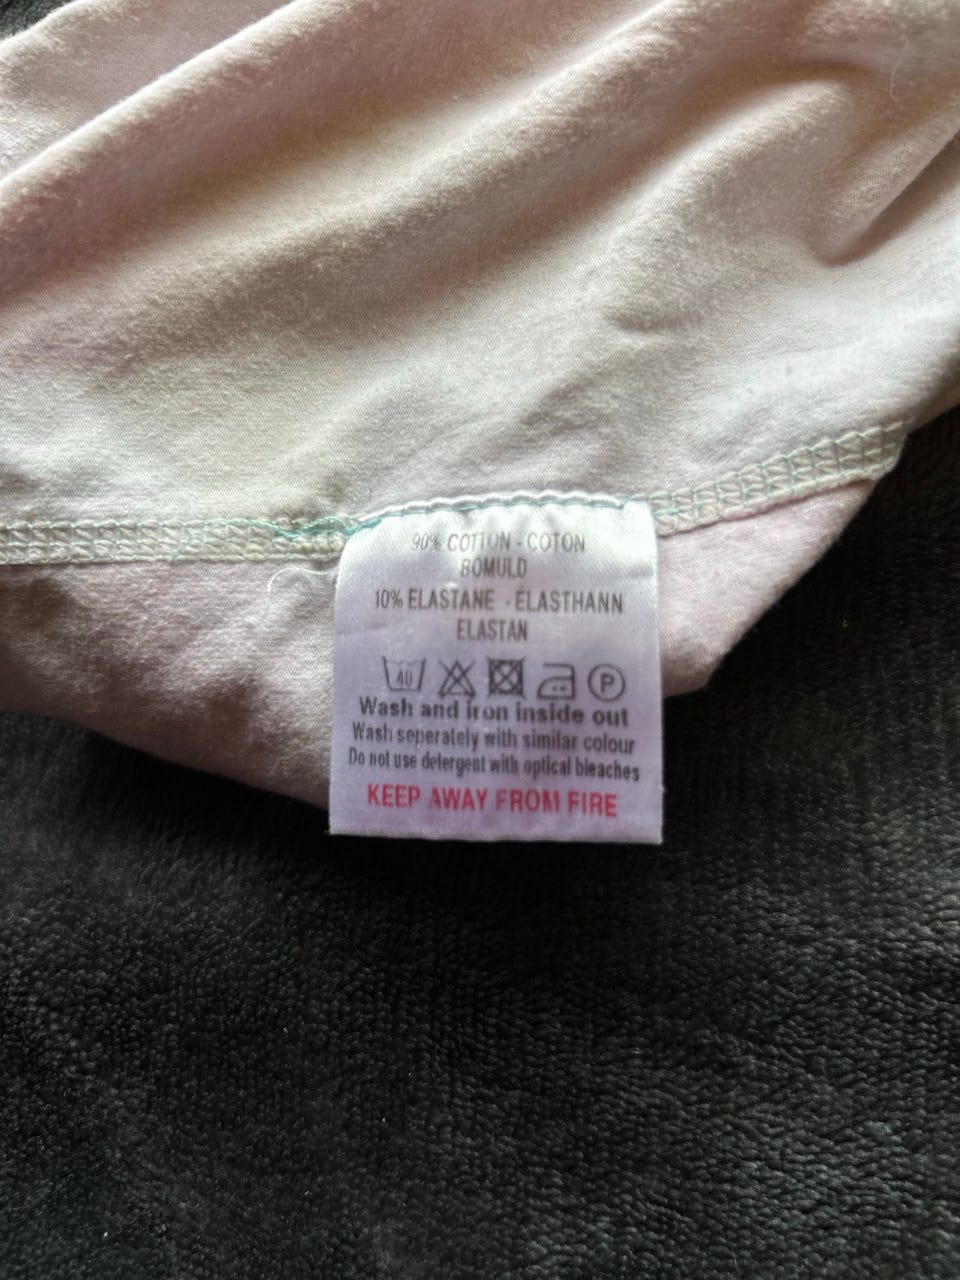 90% COTTON - COTON
BOMULD
10% ELASTANE - ÉLASTHANN
ELASTAN
40 P
Wash and iron inside out
Wash seperately with similar colour
Do not use detergent with optical bleaches
KEEP AWAY FROM FIRE